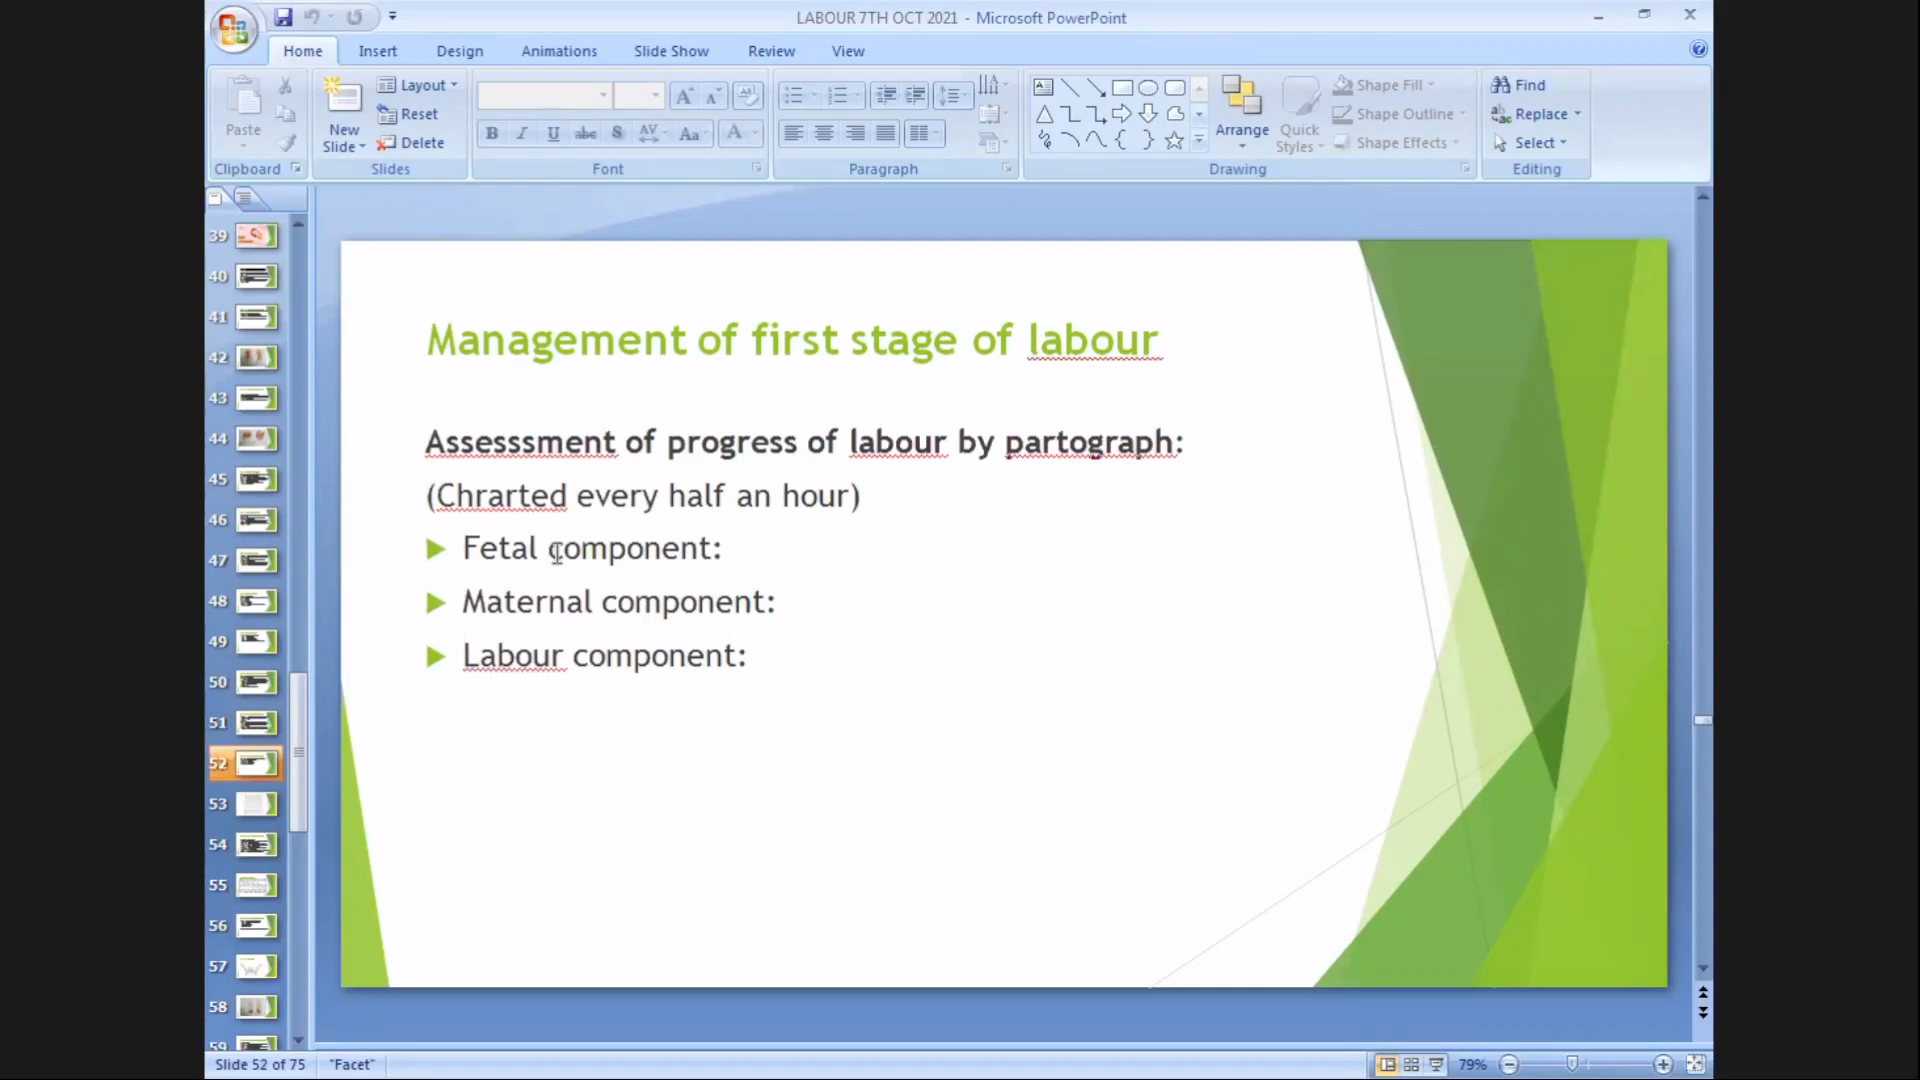 LABOUR 7TH OCT 2021 - Microsoft PowerPoint
Home Insert Design Animations Slide Show Review View
Paste
Clipboard
New Slide
Layout
Reset
Delete
Slides
B I U abc S AV Aa A
Font
Paragraph
Arrange
Quick Styles
Shape Fill
Shape Outline
Shape Effects
Drawing
Find
Replace
Select
Editing
39
40
41
42
43
44
45
46
47
48
49
50
51
52
53
54
55
56
57
58
59
Management of first stage of labour
Assesssment of progress of labour by partograph:
(Chrarted every half an hour)
Fetal component:
Maternal component:
Labour component:
Slide 52 of 75 "Facet" 79%